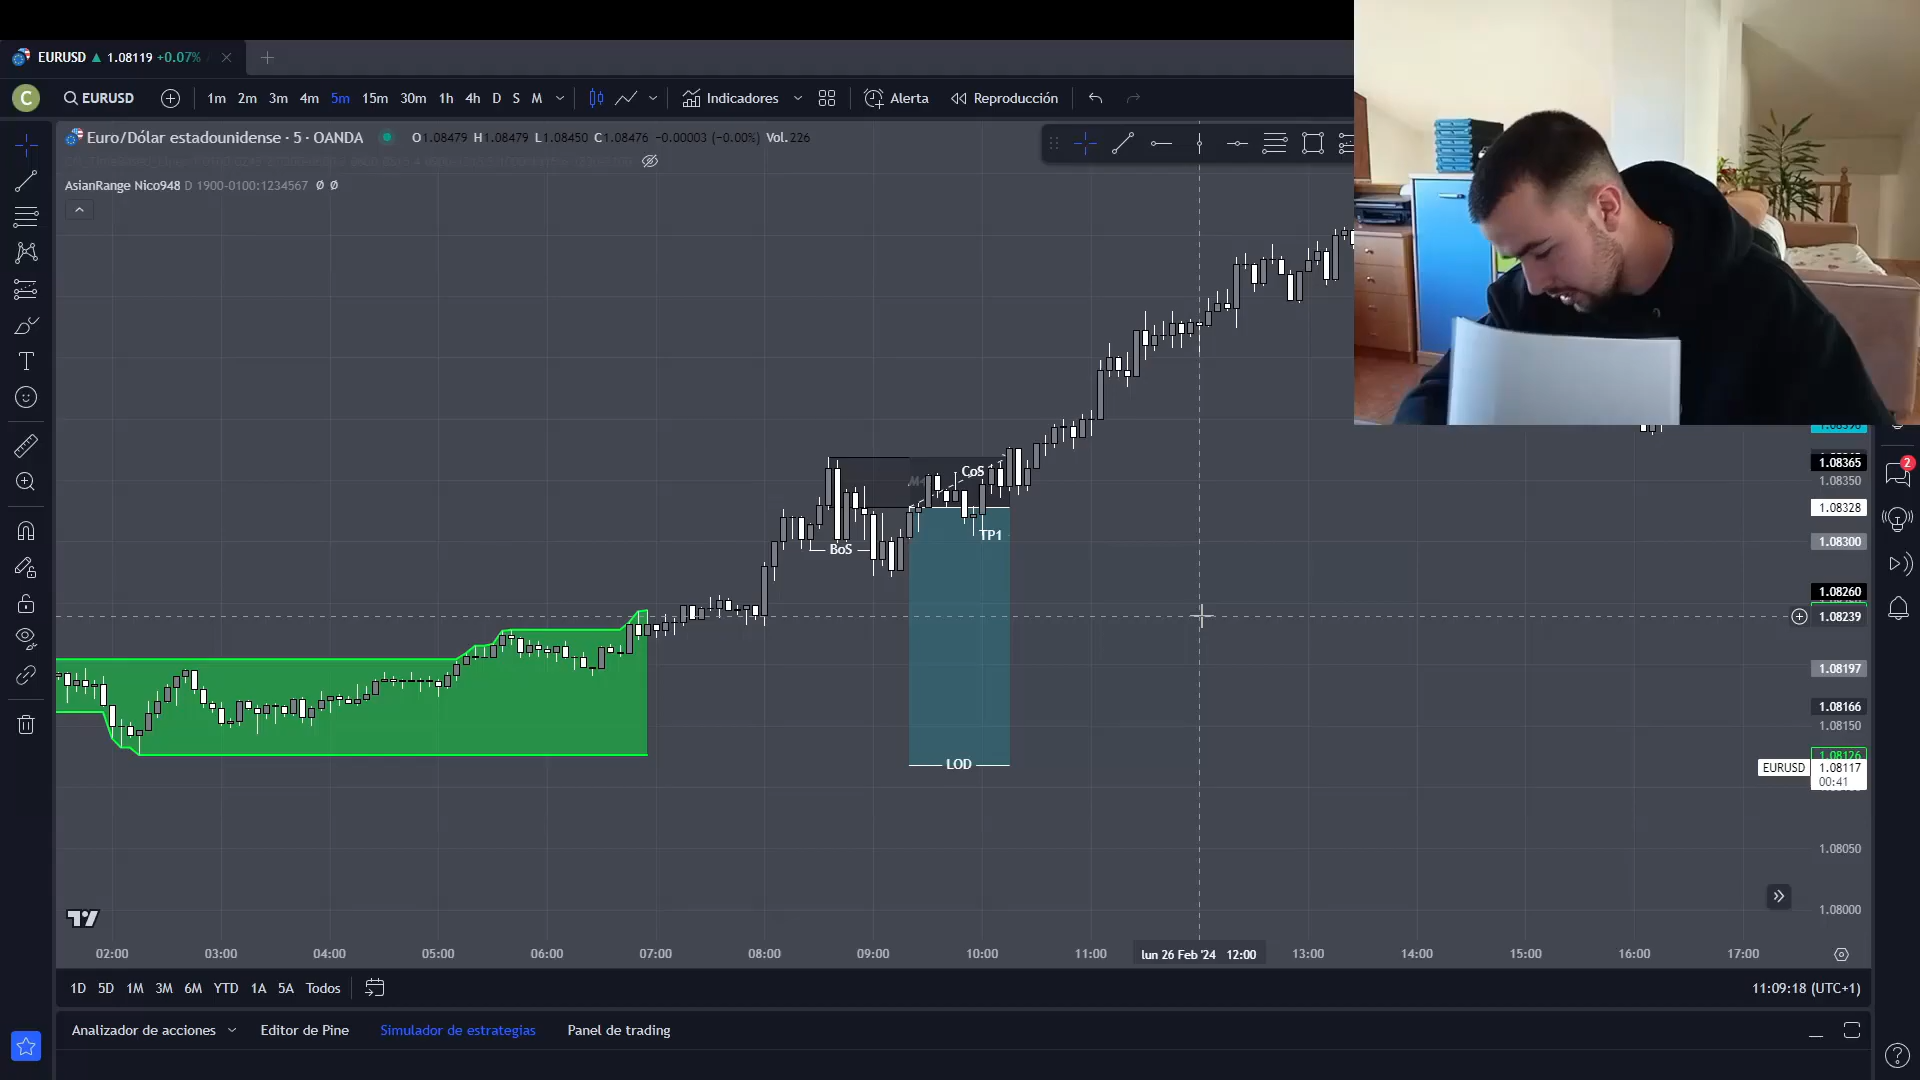 EURUSD 1.08119 +0.07%
C EURUSD 1m 2m 3m 4m 5m 15m 30m 1h 4h D S M Indicadores Alerta Reproducción
Euro/Dólar estadounidense · 5 · OANDA O1.08479 H1.08479 L1.08450 C1.08476 −0.00003 (−0.00%) Vol.226
AsianRange Nico948 D 1900-0100:1234567 Ø Ø
CoS
BoS
TP1
LOD
1.08365
1.08350
1.08328
1.08300
1.08260
1.08239
1.08197
1.08166
1.08150
1.08126
EURUSD 1.08117
00:41
1.08050
1.08000
2
02:00 03:00 04:00 05:00 06:00 07:00 08:00 09:00 10:00 11:00 lun 26 Feb '24 12:00 13:00 14:00 15:00 16:00 17:00
1D 5D 1M 3M 6M YTD 1A 5A Todos 11:09:18 (UTC+1)
Analizador de acciones Editor de Pine Simulador de estrategias Panel de trading